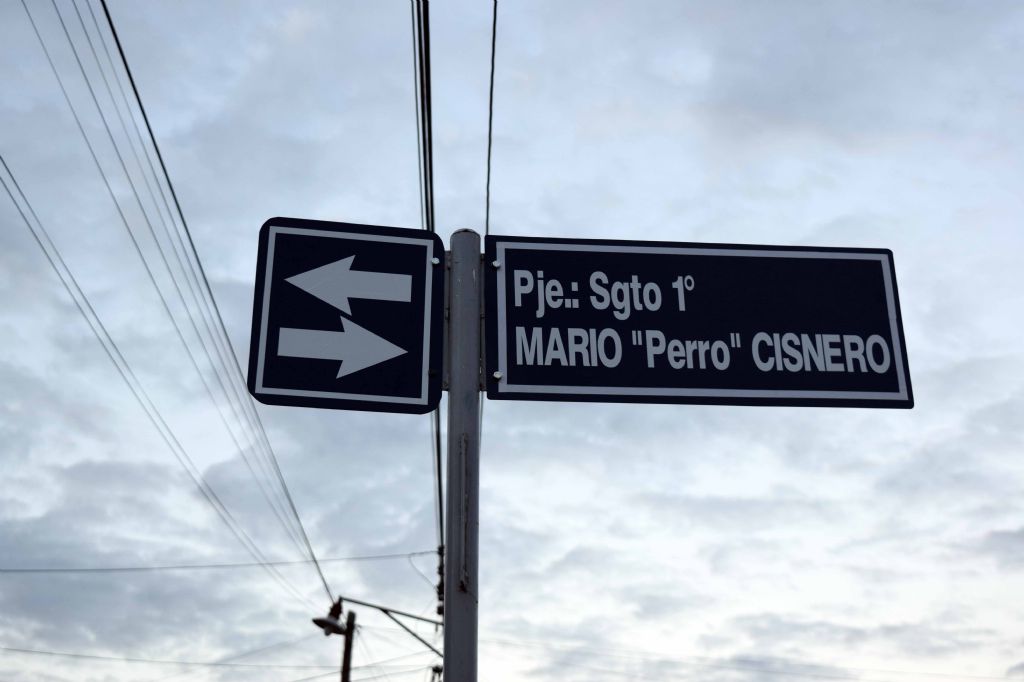 Pje.: Sgto 1°
MARIO "Perro" CISNERO